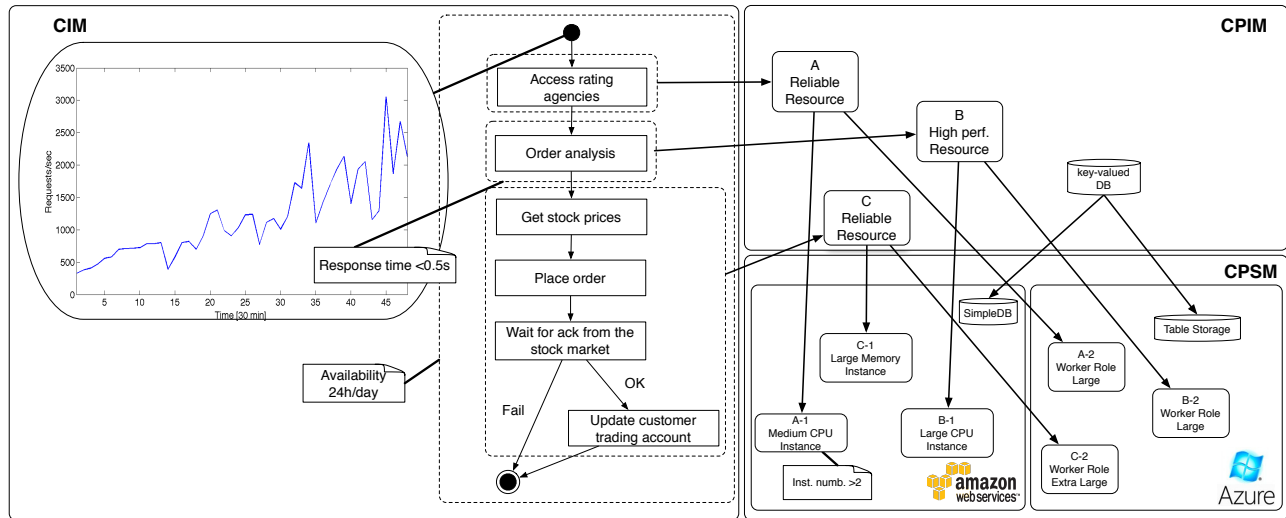 CIM
3500
3000
2500
2000
1500
1000
500
0
Requests/sec
5
10
15
20
25
30
35
40
45
Time [30 min]
Response time <0.5s
Availability
24h/day
Access rating
agencies
Order analysis
Get stock prices
Place order
Wait for ack from the
stock market
Fail
OK
Update customer
trading account
CPIM
A
Reliable
Resource
B
High perf.
Resource
key-valued
DB
C
Reliable
Resource
CPSM
SimpleDB
Table Storage
C-1
Large Memory
Instance
A-2
Worker Role
Large
B-2
Worker Role
Large
A-1
Medium CPU
Instance
B-1
Large CPU
Instance
C-2
Worker Role
Extra Large
Inst. numb. >2
amazon
webservices™
Azure